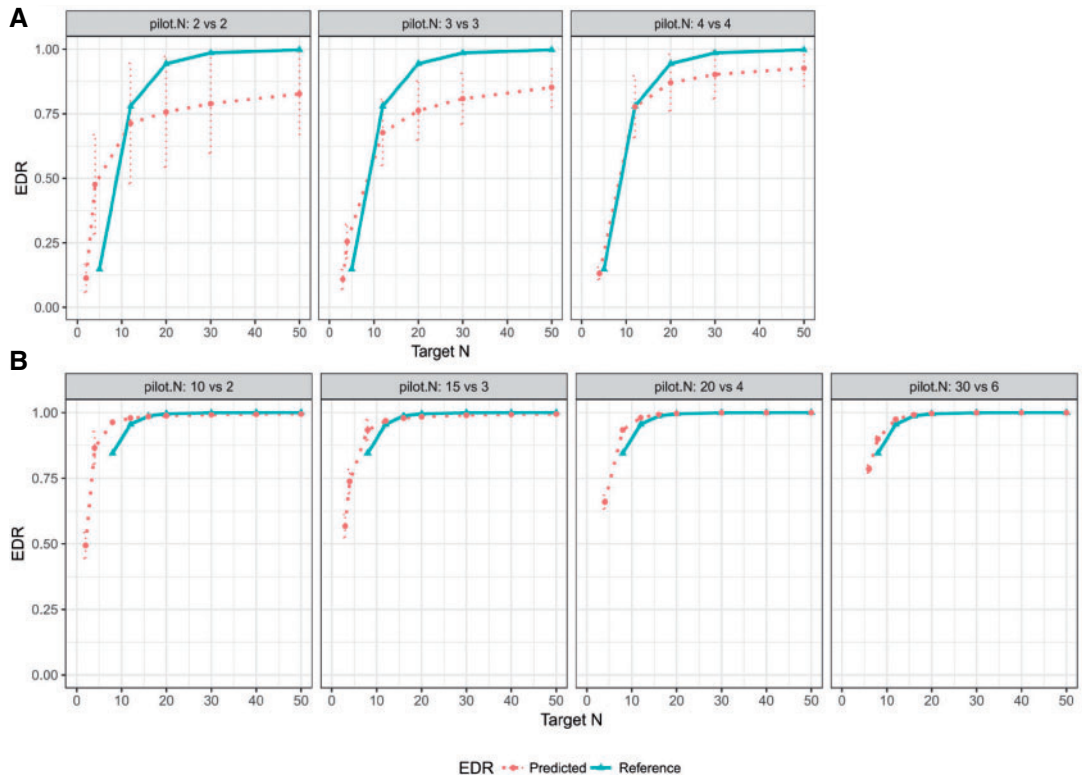 A
pilot.N: 2 vs 2
pilot.N: 3 vs 3
pilot.N: 4 vs 4
EDR
1.00
0.75
0.50
0.25
0.00
0 10 20 30 40 50
0 10 20 30 40 50
0 10 20 30 40 50
Target N
B
pilot.N: 10 vs 2
pilot.N: 15 vs 3
pilot.N: 20 vs 4
pilot.N: 30 vs 6
EDR
1.00
0.75
0.50
0.25
0.00
0 10 20 30 40 50
0 10 20 30 40 50
0 10 20 30 40 50
0 10 20 30 40 50
Target N
EDR Predicted Reference